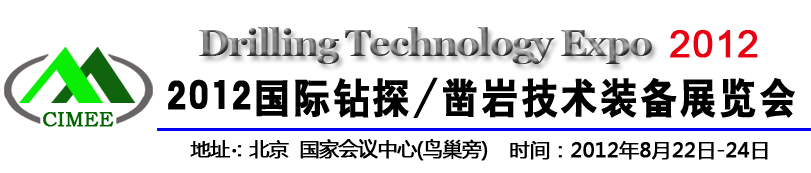 Drilling Technology Expo 2012
CIMEE
2012国际钻探/凿岩技术装备展览会
地址: 北京 国家会议中心(鸟巢旁) 时间:2012年8月22日-24日